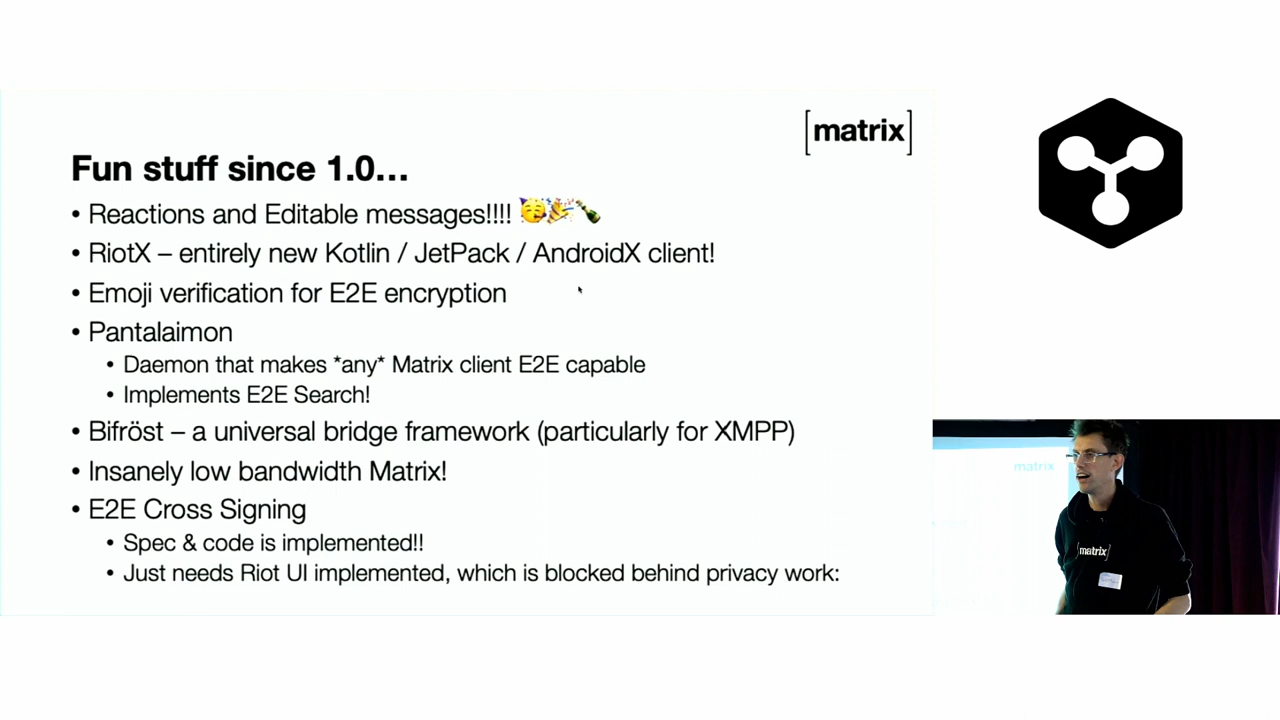 [matrix]
Fun stuff since 1.0…
• Reactions and Editable messages!!!! 🥳🎉🍾
• RiotX – entirely new Kotlin / JetPack / AndroidX client!
• Emoji verification for E2E encryption
• Pantalaimon
• Daemon that makes *any* Matrix client E2E capable
• Implements E2E Search!
• Bifröst – a universal bridge framework (particularly for XMPP)
• Insanely low bandwidth Matrix!
• E2E Cross Signing
• Spec & code is implemented!!
• Just needs Riot UI implemented, which is blocked behind privacy work:
matrix
[matrix]